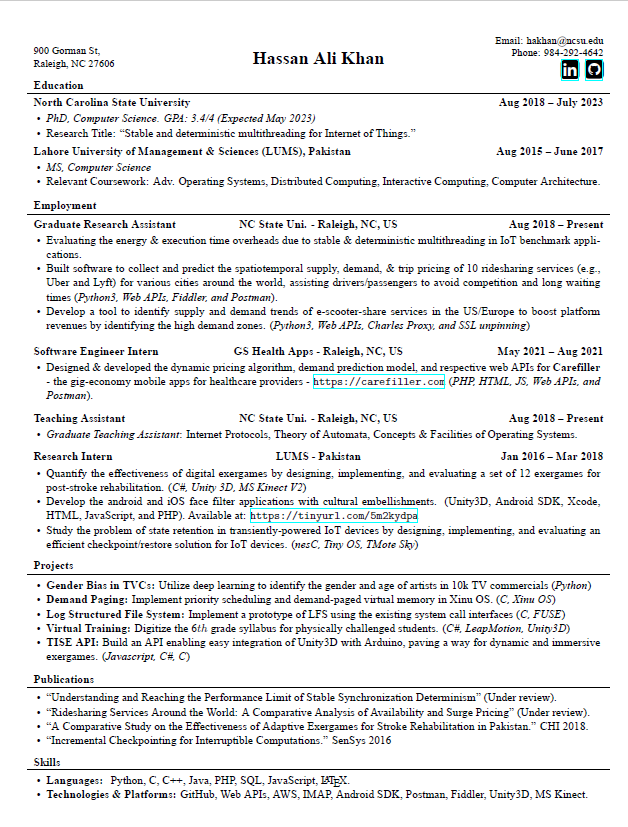 900 Gorman St,
Raleigh, NC 27606
Hassan Ali Khan
Email: hakhan@ncsu.edu
Phone: 984-292-4642
in
Education
North Carolina State University Aug 2018 – July 2023
• PhD, Computer Science. GPA: 3.4/4 (Expected May 2023)
• Research Title: “Stable and deterministic multithreading for Internet of Things.”
Lahore University of Management & Sciences (LUMS), Pakistan Aug 2015 – June 2017
• MS, Computer Science
• Relevant Coursework: Adv. Operating Systems, Distributed Computing, Interactive Computing, Computer Architecture.
Employment
Graduate Research Assistant NC State Uni. - Raleigh, NC, US Aug 2018 – Present
• Evaluating the energy & execution time overheads due to stable & deterministic multithreading in IoT benchmark appli-
cations.
• Built software to collect and predict the spatiotemporal supply, demand, & trip pricing of 10 ridesharing services (e.g.,
Uber and Lyft) for various cities around the world, assisting drivers/passengers to avoid competition and long waiting
times (Python3, Web APIs, Fiddler, and Postman).
• Develop a tool to identify supply and demand trends of e-scooter-share services in the US/Europe to boost platform
revenues by identifying the high demand zones. (Python3, Web APIs, Charles Proxy, and SSL unpinning)
Software Engineer Intern GS Health Apps - Raleigh, NC, US May 2021 – Aug 2021
• Designed & developed the dynamic pricing algorithm, demand prediction model, and respective web APIs for Carefiller
- the gig-economy mobile apps for healthcare providers - https://carefiller.com (PHP, HTML, JS, Web APIs, and
Postman).
Teaching Assistant NC State Uni. - Raleigh, NC, US Aug 2018 – Present
• Graduate Teaching Assistant: Internet Protocols, Theory of Automata, Concepts & Facilities of Operating Systems.
Research Intern LUMS - Pakistan Jan 2016 – Mar 2018
• Quantify the effectiveness of digital exergames by designing, implementing, and evaluating a set of 12 exergames for
post-stroke rehabilitation. (C#, Unity 3D, MS Kinect V2)
• Develop the android and iOS face filter applications with cultural embellishments. (Unity3D, Android SDK, Xcode,
HTML, JavaScript, and PHP). Available at: https://tinyurl.com/5m2kydpa
• Study the problem of state retention in transiently-powered IoT devices by designing, implementing, and evaluating an
efficient checkpoint/restore solution for IoT devices. (nesC, Tiny OS, TMote Sky)
Projects
• Gender Bias in TVCs: Utilize deep learning to identify the gender and age of artists in 10k TV commercials (Python)
• Demand Paging: Implement priority scheduling and demand-paged virtual memory in Xinu OS. (C, Xinu OS)
• Log Structured File System: Implement a prototype of LFS using the existing system call interfaces (C, FUSE)
• Virtual Training: Digitize the 6th grade syllabus for physically challenged students. (C#, LeapMotion, Unity3D)
• TISE API: Build an API enabling easy integration of Unity3D with Arduino, paving a way for dynamic and immersive
exergames. (Javascript, C#, C)
Publications
• “Understanding and Reaching the Performance Limit of Stable Synchronization Determinism” (Under review).
• “Ridesharing Services Around the World: A Comparative Analysis of Availability and Surge Pricing” (Under review).
• “A Comparative Study on the Effectiveness of Adaptive Exergames for Stroke Rehabilitation in Pakistan.” CHI 2018.
• “Incremental Checkpointing for Interruptible Computations.” SenSys 2016
Skills
• Languages: Python, C, C++, Java, PHP, SQL, JavaScript, LATEX.
• Technologies & Platforms: GitHub, Web APIs, AWS, IMAP, Android SDK, Postman, Fiddler, Unity3D, MS Kinect.